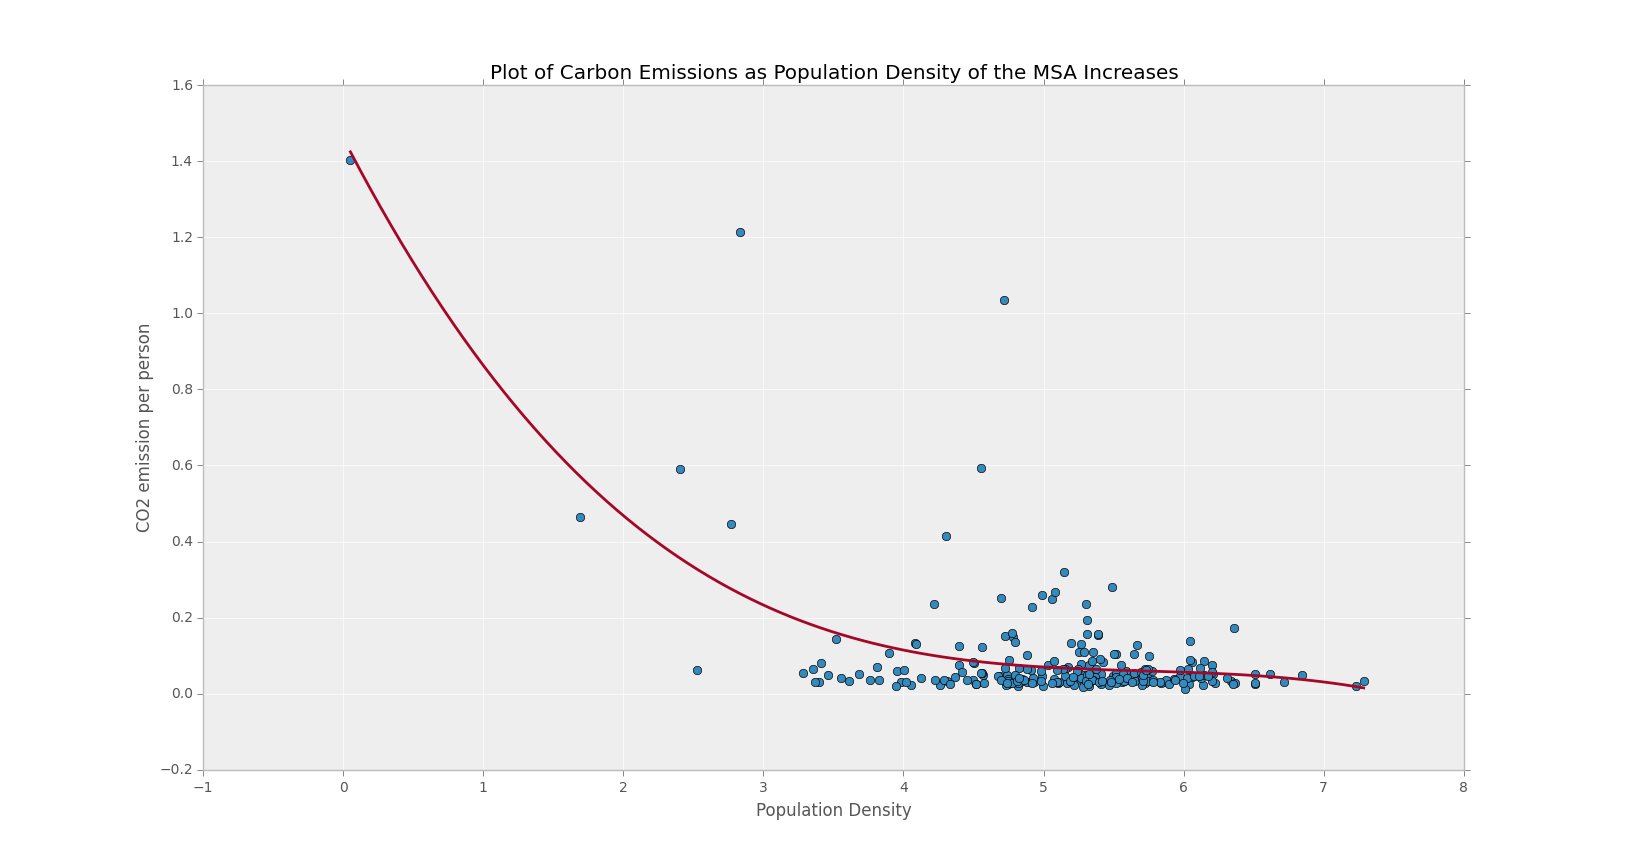 Plot of Carbon Emissions as Population Density of the MSA Increases
1.6
1.4
1.2
1.0
0.8
0.6
0.4
0.2
0.0
−0.2
CO2 emission per person
−1 0 1 2 3 4 5 6 7 8
Population Density